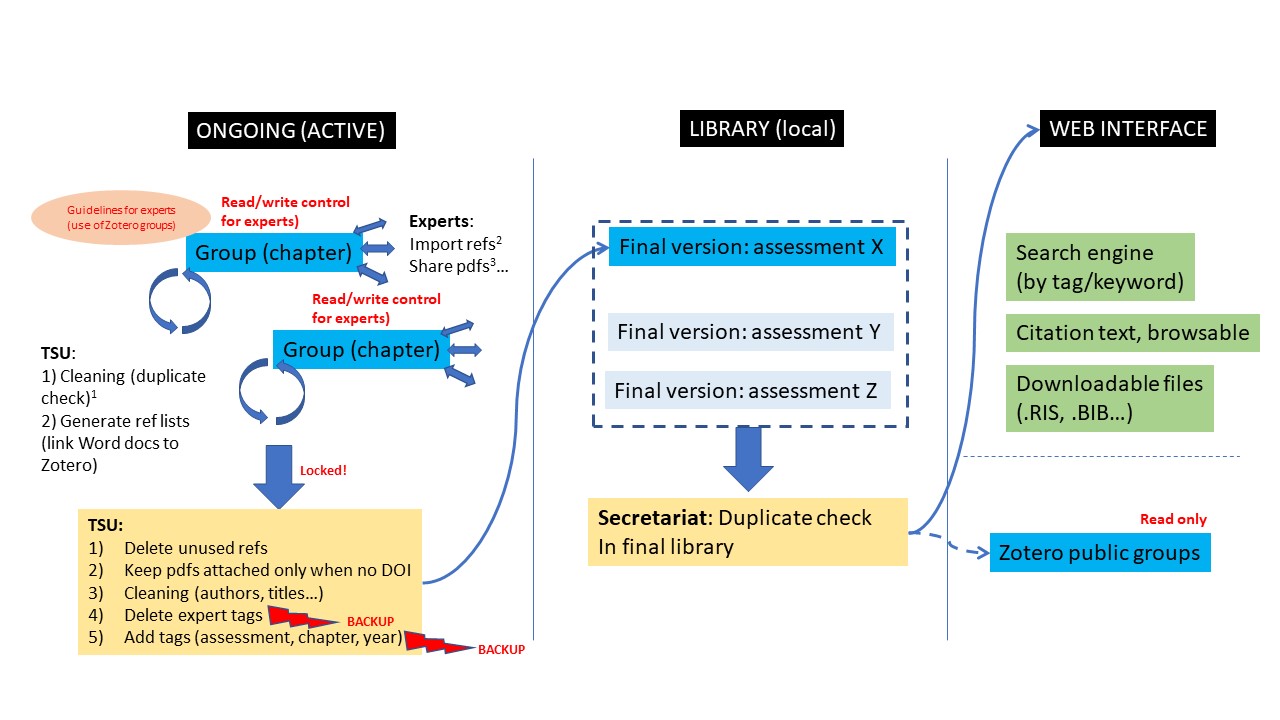 ONGOING (ACTIVE)
Guidelines for experts
(use of Zotero groups)
Read/write control
for experts)
Group (chapter)
Experts:
Import refs²
Share pdfs³...
Read/write control
for experts)
Group (chapter)
TSU:
1) Cleaning (duplicate
check)¹
2) Generate ref lists
(link Word docs to
Zotero)
Locked!
TSU:
1) Delete unused refs
2) Keep pdfs attached only when no DOI
3) Cleaning (authors, titles...)
4) Delete expert tags
BACKUP
5) Add tags (assessment, chapter, year)
BACKUP
LIBRARY (local)
Final version: assessment X
Final version: assessment Y
Final version: assessment Z
Secretariat: Duplicate check
In final library
WEB INTERFACE
Search engine
(by tag/keyword)
Citation text, browsable
Downloadable files
(.RIS, .BIB...)
Read only
Zotero public groups